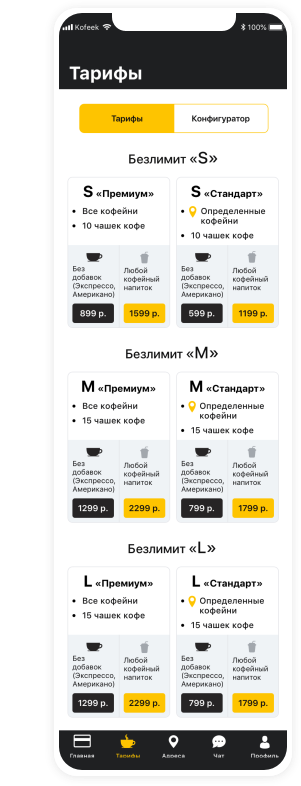 Kofeek 100%
Тарифы
Тарифы Конфигуратор
Безлимит «S»
S «Премиум»
• Все кофейни
• 10 чашек кофе
Без добавок (Экспрессо, Американо)
899 р.
Любой кофейный напиток
1599 р.
S «Стандарт»
• Определенные кофейни
• 10 чашек кофе
Без добавок (Экспрессо, Американо)
599 р.
Любой кофейный напиток
1199 р.
Безлимит «M»
M «Премиум»
• Все кофейни
• 15 чашек кофе
Без добавок (Экспрессо, Американо)
1299 р.
Любой кофейный напиток
2299 р.
M «Стандарт»
• Определенные кофейни
• 15 чашек кофе
Без добавок (Экспрессо, Американо)
799 р.
Любой кофейный напиток
1799 р.
Безлимит «L»
L «Премиум»
• Все кофейни
• 15 чашек кофе
Без добавок (Экспрессо, Американо)
1299 р.
Любой кофейный напиток
2299 р.
L «Стандарт»
• Определенные кофейни
• 15 чашек кофе
Без добавок (Экспрессо, Американо)
799 р.
Любой кофейный напиток
1799 р.
Главная Тарифы Адреса Чат Профиль